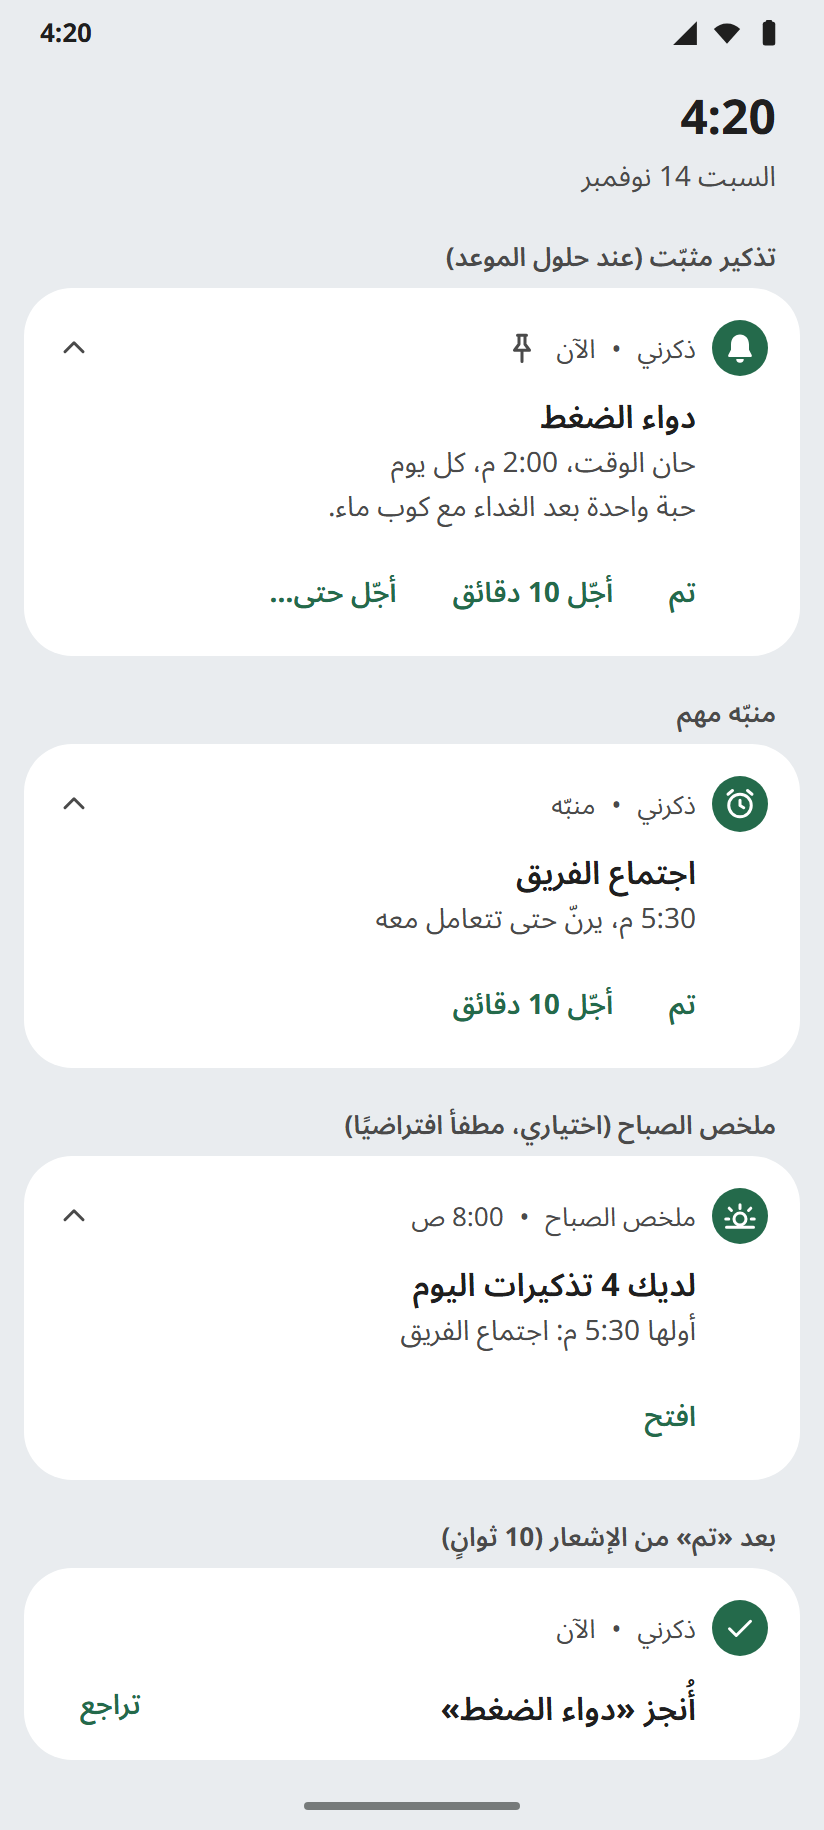 4:20
4:20
السبت 14 نوفمبر
تذكير مثبّت (عند حلول الموعد)
ذكرني • الآن
دواء الضغط
حان الوقت، 2:00 م، كل يوم
حبة واحدة بعد الغداء مع كوب ماء.
تم أجّل 10 دقائق أجّل حتى...
منبّه مهم
ذكرني • منبّه
اجتماع الفريق
5:30 م، يرنّ حتى تتعامل معه
تم أجّل 10 دقائق
ملخص الصباح (اختياري، مطفأ افتراضيًا)
ملخص الصباح • 8:00 ص
لديك 4 تذكيرات اليوم
أولها 5:30 م: اجتماع الفريق
افتح
بعد «تم» من الإشعار (10 ثوانٍ)
ذكرني • الآن
أُنجز «دواء الضغط»
تراجع